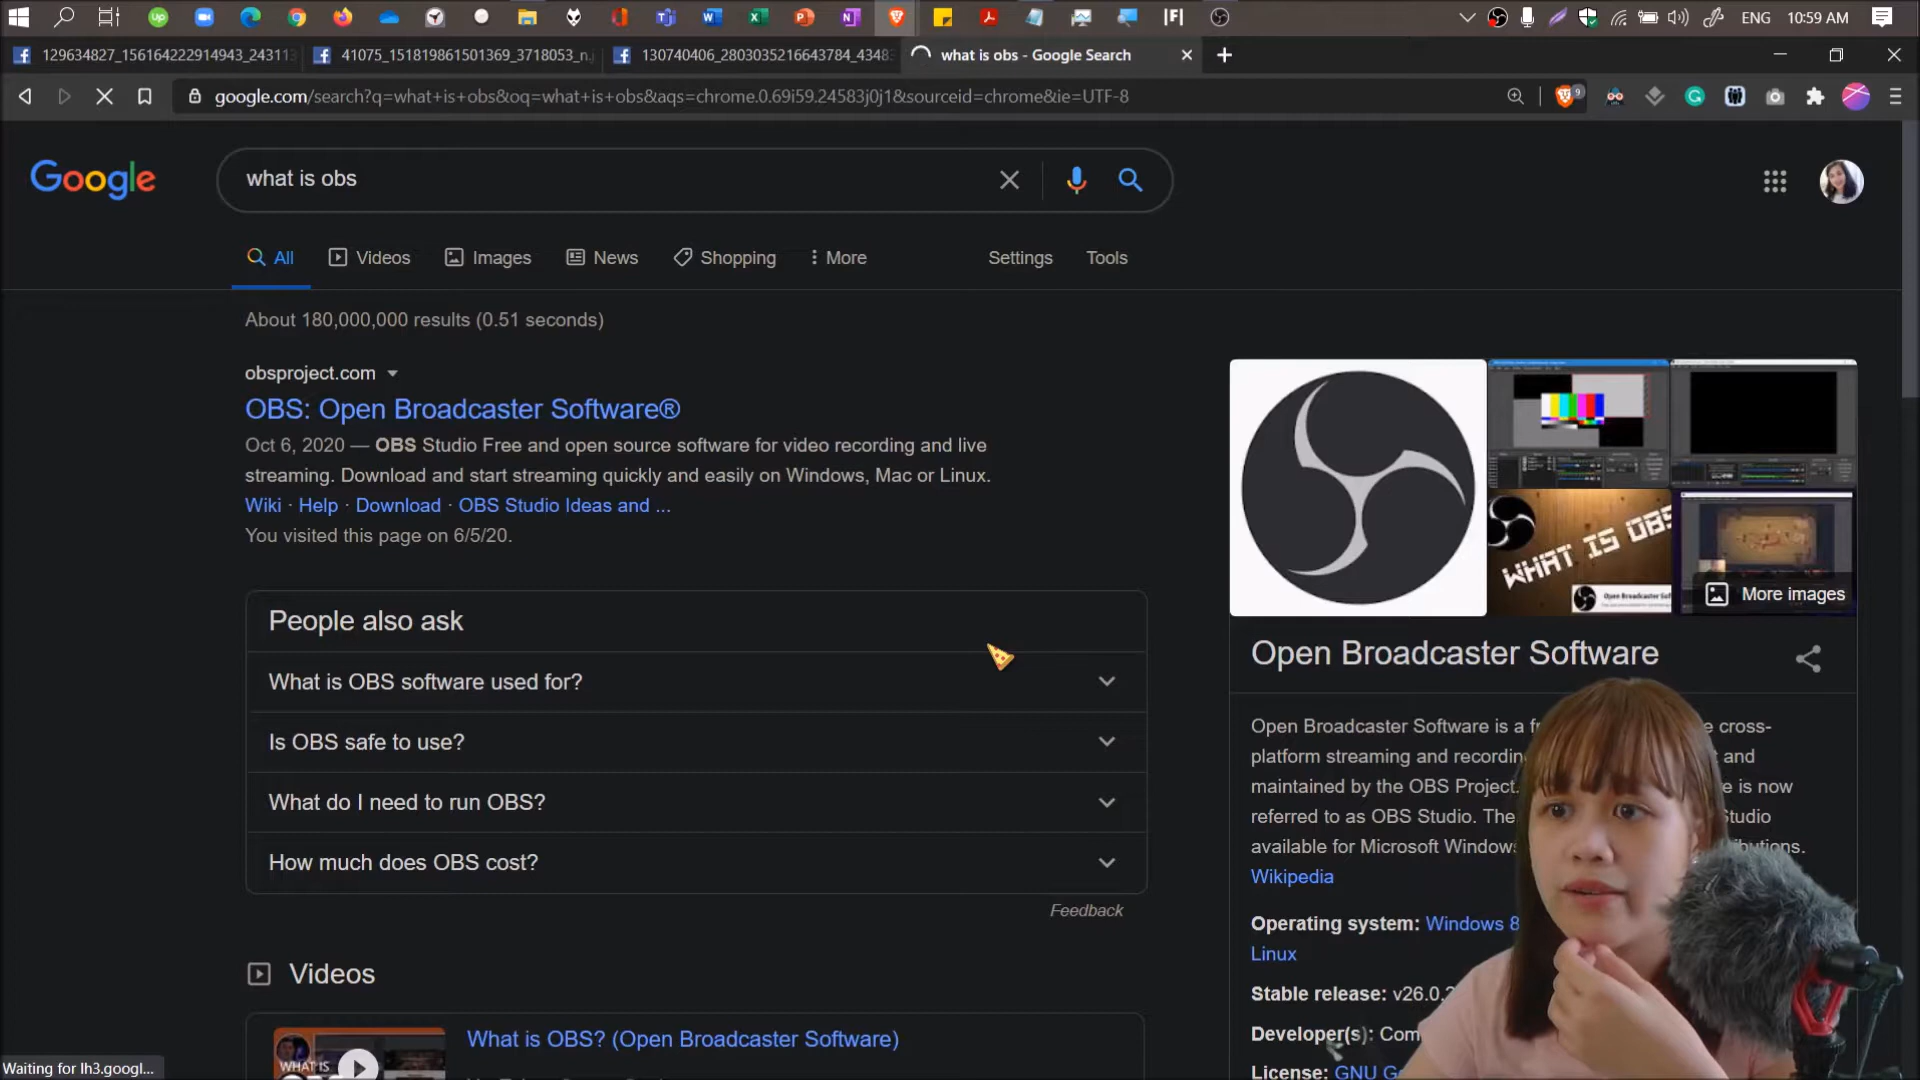 ENG 10:59 AM
129634827_156164222914943_24311
41075_151819861501369_3718053_n.
130740406_2803035216643784_4348
what is obs - Google Search
google.com/search?q=what+is+obs&oq=what+is+obs&aqs=chrome.0.69i59.24583j0j1&sourceid=chrome&ie=UTF-8
9
Google
what is obs
All
Videos
Images
News
Shopping
More
Settings
Tools
About 180,000,000 results (0.51 seconds)
obsproject.com
OBS: Open Broadcaster Software®
Oct 6, 2020 — OBS Studio Free and open source software for video recording and live
streaming. Download and start streaming quickly and easily on Windows, Mac or Linux.
Wiki · Help · Download · OBS Studio Ideas and ...
You visited this page on 6/5/20.
People also ask
What is OBS software used for?
Is OBS safe to use?
What do I need to run OBS?
How much does OBS cost?
Feedback
Videos
WHAT IS
What is OBS? (Open Broadcaster Software)
WHAT IS OBS
More images
Open Broadcaster Software
Open Broadcaster Software is a cross-
platform streaming and and
maintained by the OBS Project. is now
referred to as OBS Studio. Studio
available for Microsoft
Wikipedia
Operating system: Windows 8
Linux
Stable release: v26.0.
Developer(s):
License: GNU
Waiting for lh3.googl...